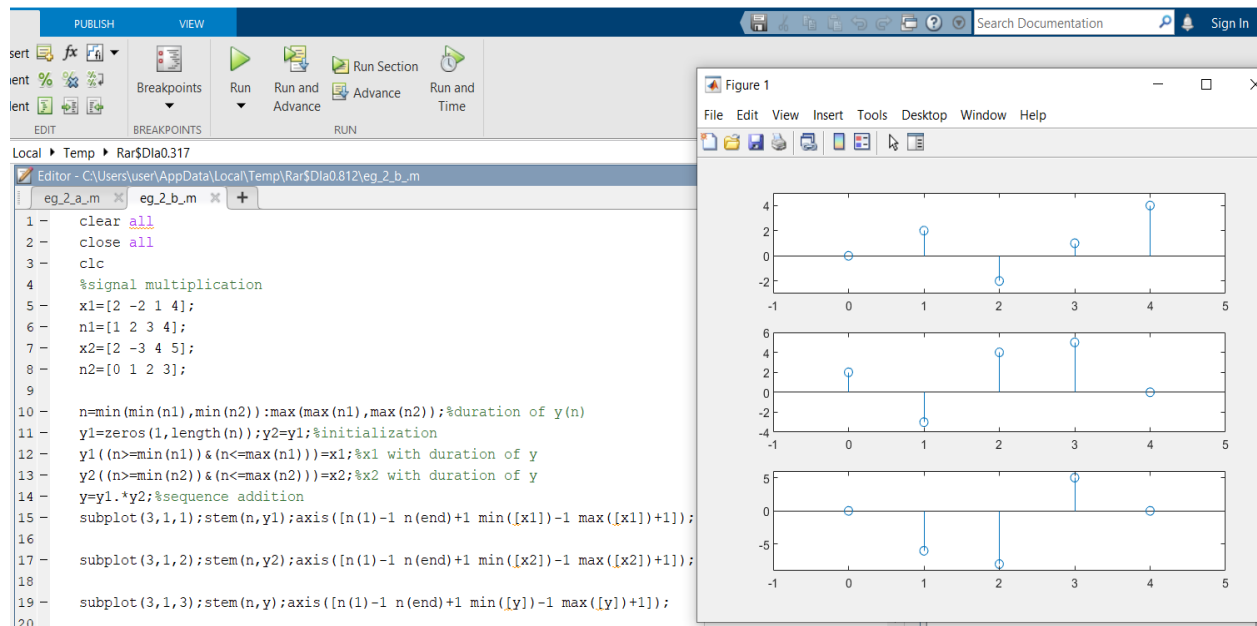 PUBLISH VIEW
Search Documentation
Sign In
sert fx
Run Section
ment
Breakpoints Run Run and Advance Run and
dent Advance Time
EDIT BREAKPOINTS RUN
Local ▶ Temp ▶ Rar$DIa0.317
Editor - C:\Users\user\AppData\Local\Temp\Rar$DIa0.812\eg_2_b_.m
eg_2_a_.m × eg_2_b_.m × +
1 - clear all
2 - close all
3 - clc
4 %signal multiplication
5 - x1=[2 -2 1 4];
6 - n1=[1 2 3 4];
7 - x2=[2 -3 4 5];
8 - n2=[0 1 2 3];
9
10 - n=min(min(n1),min(n2)):max(max(n1),max(n2));%duration of y(n)
11 - y1=zeros(1,length(n));y2=y1;%initialization
12 - y1((n>=min(n1))&(n<=max(n1)))=x1;%x1 with duration of y
13 - y2((n>=min(n2))&(n<=max(n2)))=x2;%x2 with duration of y
14 - y=y1.*y2;%sequence addition
15 - subplot(3,1,1);stem(n,y1);axis([n(1)-1 n(end)+1 min([x1])-1 max([x1])+1]);
16
17 - subplot(3,1,2);stem(n,y2);axis([n(1)-1 n(end)+1 min([x2])-1 max([x2])+1]);
18
19 - subplot(3,1,3);stem(n,y);axis([n(1)-1 n(end)+1 min([y])-1 max([y])+1]);
20
Figure 1
File Edit View Insert Tools Desktop Window Help
4
2
0
-2
-1 0 1 2 3 4 5
6
4
2
0
-2
-4
-1 0 1 2 3 4 5
5
0
-5
-1 0 1 2 3 4 5